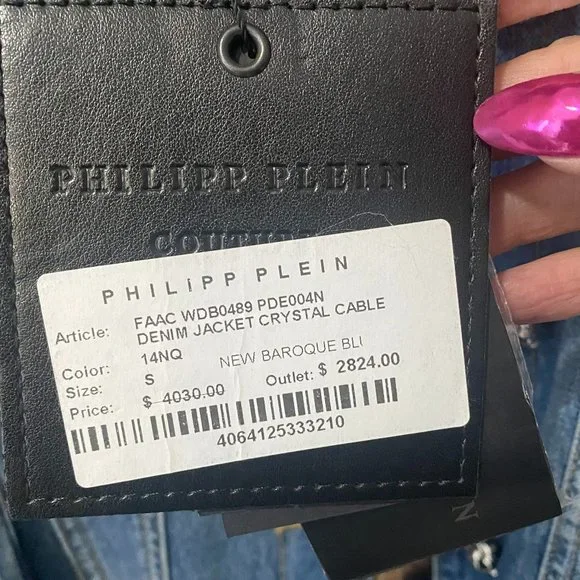 PHILIPP PLEIN
PHILIPP PLEIN
Article: FAAC WDB0489 PDE004N
DENIM JACKET CRYSTAL CABLE
Color: 14NQ NEW BAROQUE BLU
Size: S
Price: $ 4030.00 Outlet: $ 2824.00
4064125333210
N